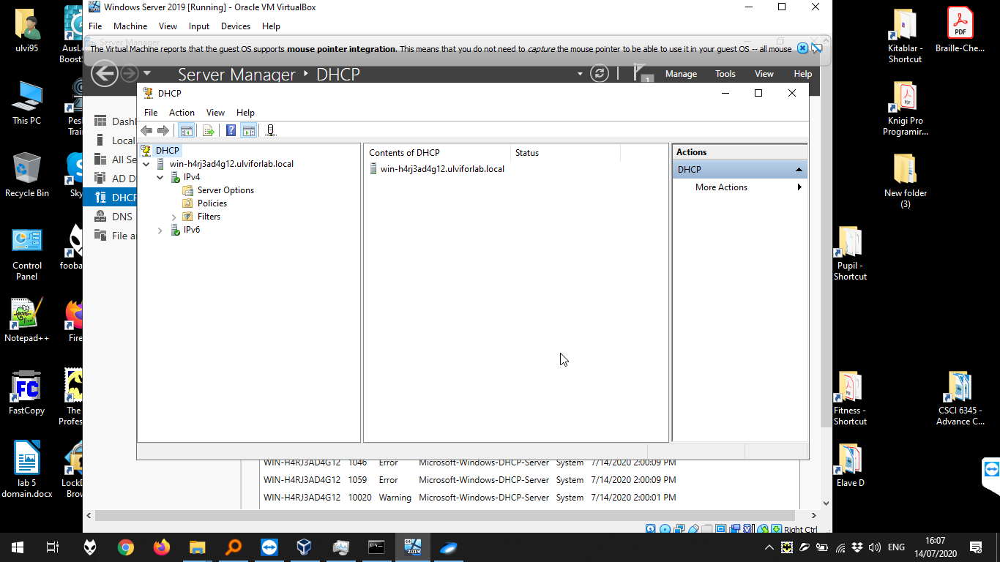 Windows Server 2019 [Running] - Oracle VM VirtualBox
File Machine View Input Devices Help
Server Manager
The Virtual Machine reports that the guest OS supports mouse pointer integration. This means that you do not need to capture the mouse pointer to be able to use it in your guest OS -- all mouse
Server Manager DHCP
1
Manage Tools View Help
DHCP
File Action View Help
DHCP
win-h4rj3ad4g12.ulviforlab.local
IPv4
Server Options
Policies
Filters
IPv6
Contents of DHCP Status
win-h4rj3ad4g12.ulviforlab.local
Actions
DHCP
More Actions
Dashb
Local
All Se
AD D
DHCP
DNS
File an
WIN-H4RJ3AD4G12 1046 Error Microsoft-Windows-DHCP-Server System 7/14/2020 2:00:09 PM
WIN-H4RJ3AD4G12 1059 Error Microsoft-Windows-DHCP-Server System 7/14/2020 2:00:09 PM
WIN-H4RJ3AD4G12 10020 Warning Microsoft-Windows-DHCP-Server System 7/14/2020 2:00:01 PM
Right Ctrl
ulvi95
This PC
Recycle Bin
Control
Panel
Notepad++
FC
FastCopy
lab 5
domain.docx
AusL
Boost
Pesl
Trai
Sky
fooba
Fire
The
Profes
LockD
Brow
Kitablar -
Shortcut
PDF
Braille-Che...
Knigi Pro
Programir...
New folder
(3)
Pupil -
Shortcut
Fitness -
Shortcut
CSCI 6345 -
Advance C...
Elave D
2019
ENG
16:07
14/07/2020